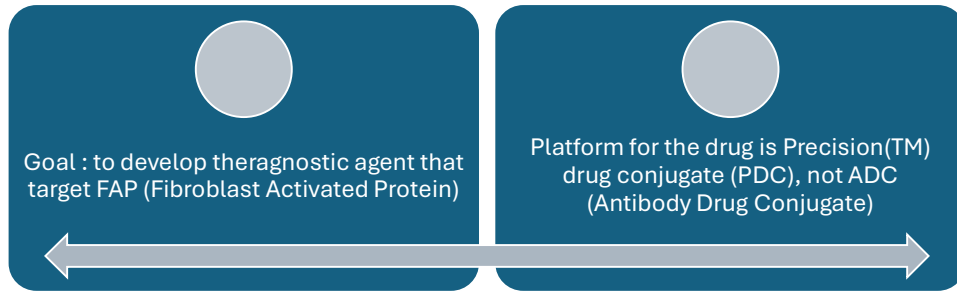 Goal : to develop theragnostic agent that
target FAP (Fibroblast Activated Protein)
Platform for the drug is Precision(TM)
drug conjugate (PDC), not ADC
(Antibody Drug Conjugate)